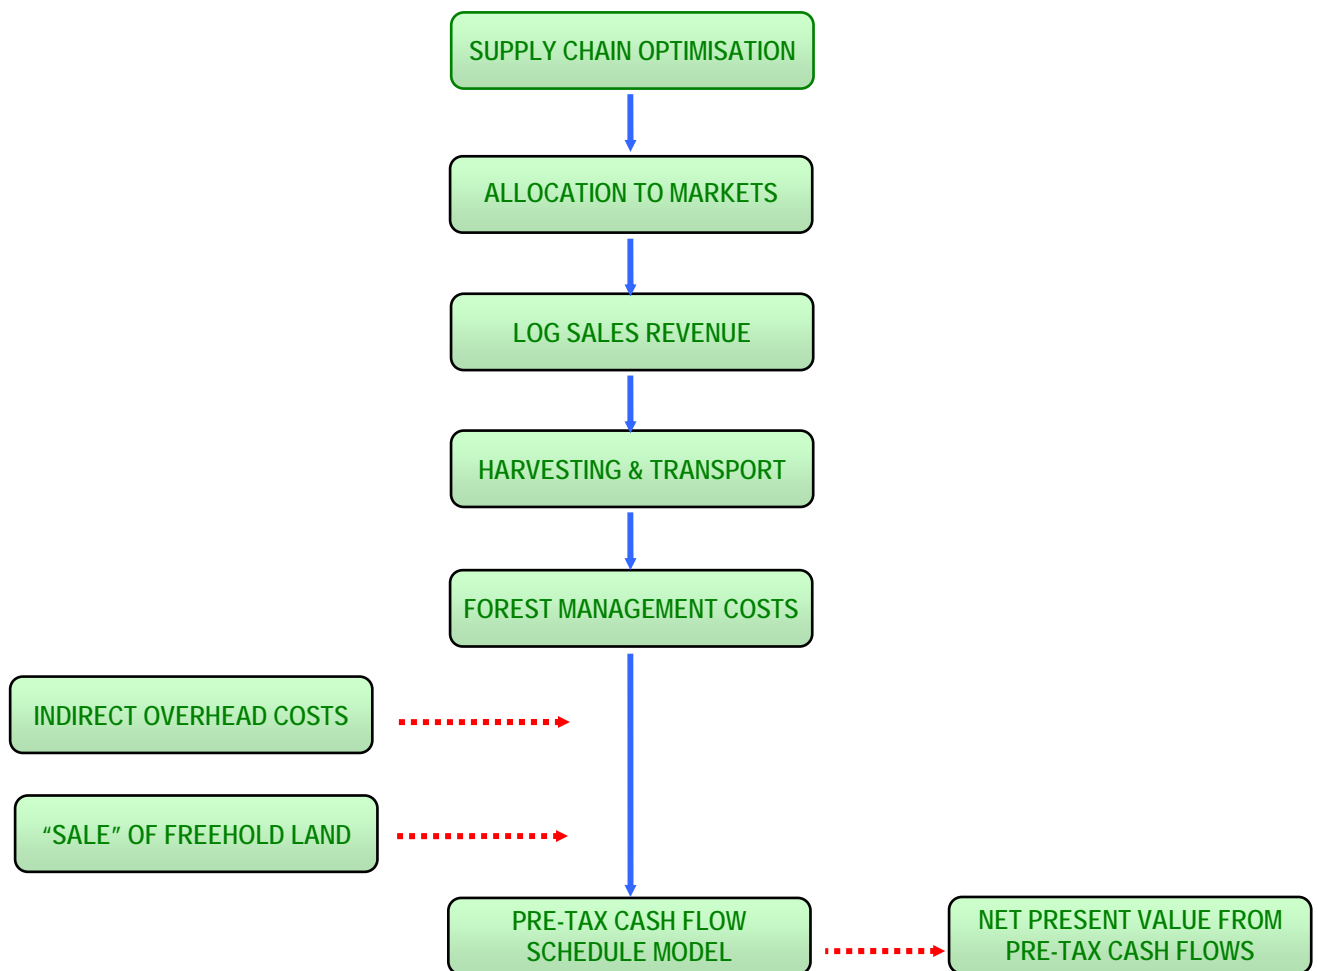 SUPPLY CHAIN OPTIMISATION
ALLOCATION TO MARKETS
LOG SALES REVENUE
HARVESTING & TRANSPORT
FOREST MANAGEMENT COSTS
INDIRECT OVERHEAD COSTS
“SALE” OF FREEHOLD LAND
PRE-TAX CASH FLOW
SCHEDULE MODEL
NET PRESENT VALUE FROM
PRE-TAX CASH FLOWS